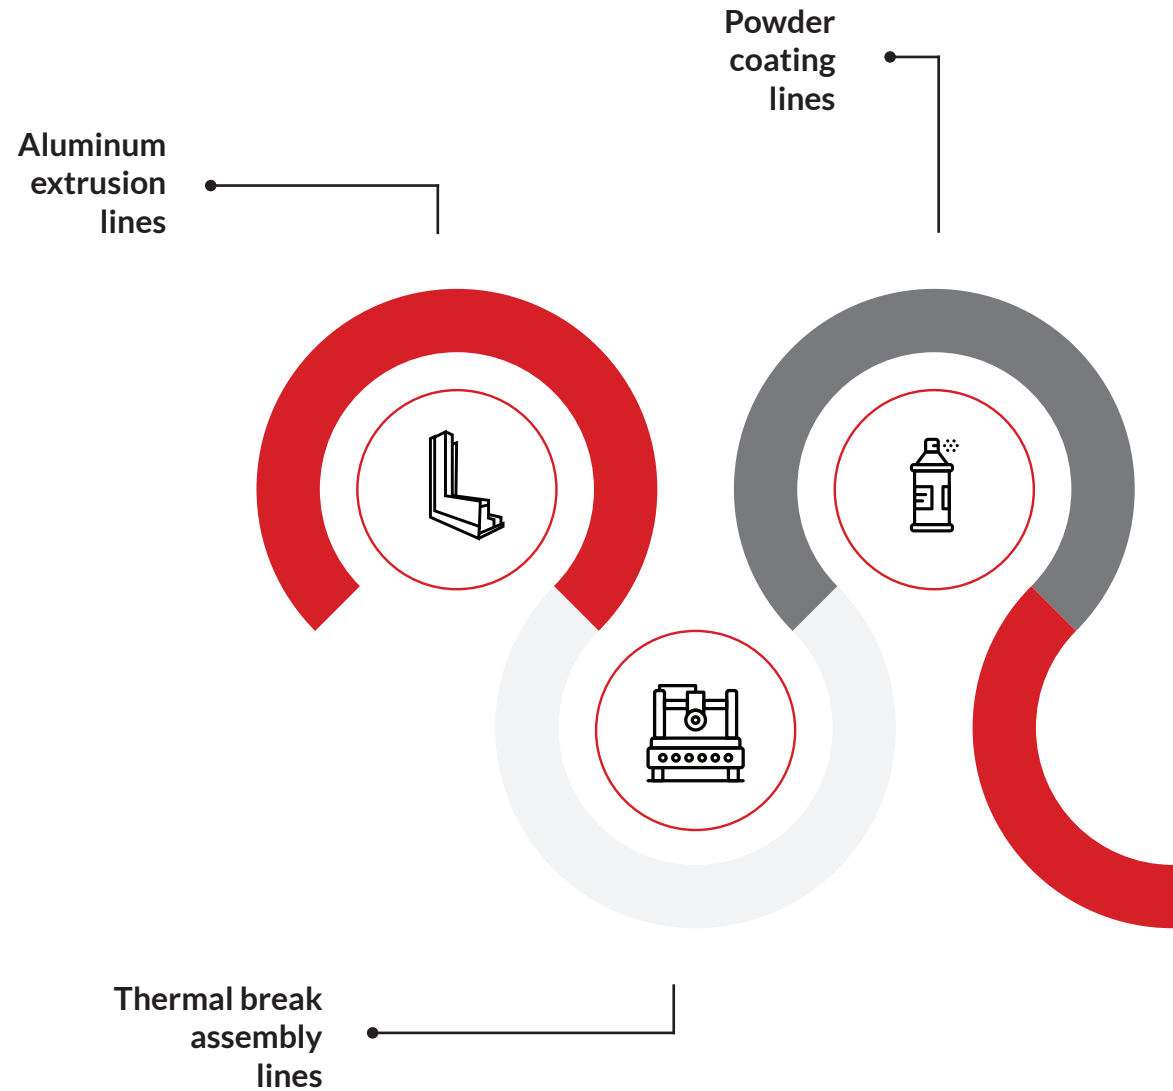 Powder
coating
lines
Aluminum
extrusion
lines
Thermal break
assembly
lines